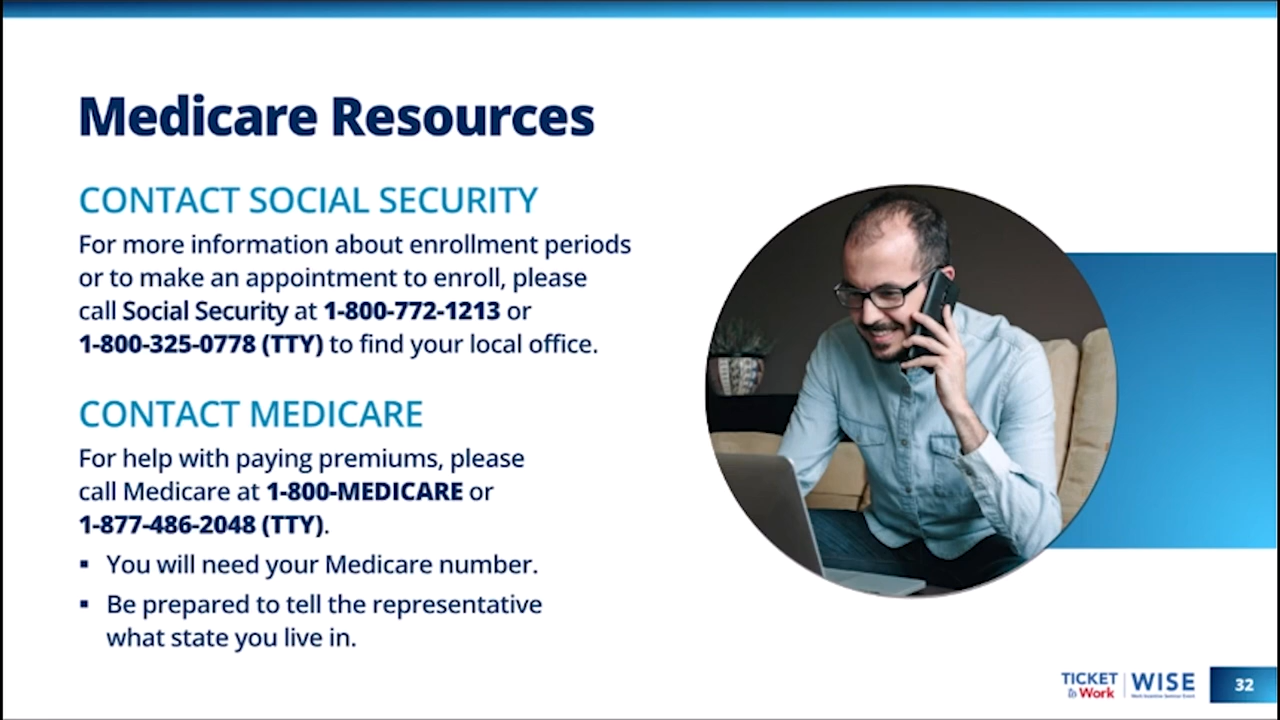 Medicare Resources
CONTACT SOCIAL SECURITY
For more information about enrollment periods
or to make an appointment to enroll, please
call Social Security at 1-800-772-1213 or
1-800-325-0778 (TTY) to find your local office.
CONTACT MEDICARE
For help with paying premiums, please
call Medicare at 1-800-MEDICARE or
1-877-486-2048 (TTY).
▪ You will need your Medicare number.
▪ Be prepared to tell the representative
what state you live in.
TICKET
to Work
WISE
Work Incentive Seminar Event
32